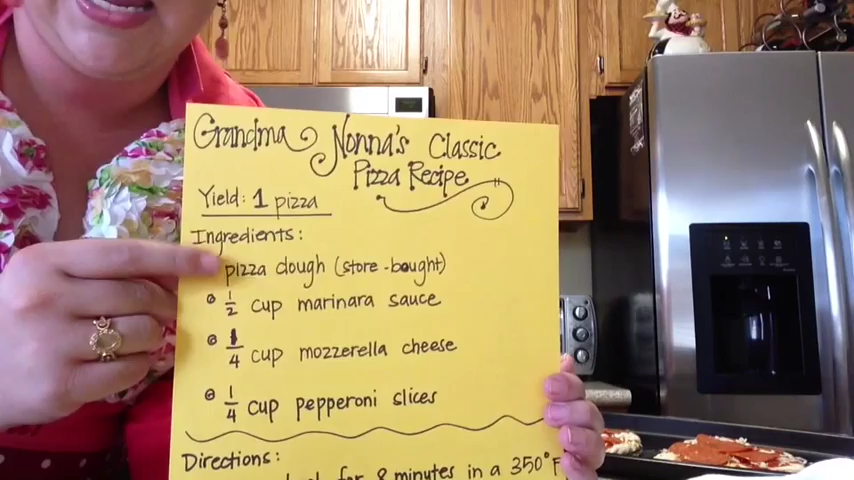 Grandma Nonna's Classic
Pizza Recipe
Yield: 1 pizza
Ingredients:
pizza dough (store-bought)
1/2 cup marinara sauce
1/4 cup mozzerella cheese
1/4 cup pepperoni slices
Directions:
for 8 minutes in a 350°F